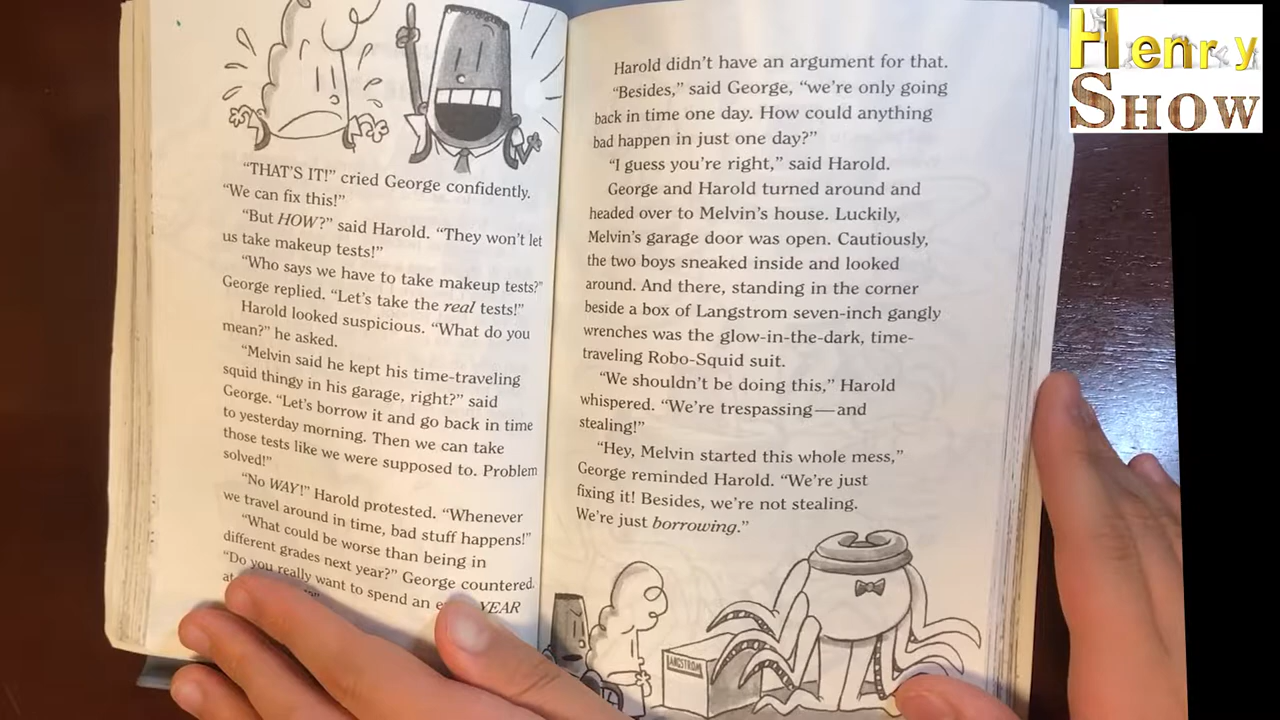 "THAT'S IT!" cried George confidently.
"We can fix this!"
"But HOW?" said Harold. "They won't let
us take makeup tests!"
"Who says we have to take makeup tests?"
George replied. "Let's take the real tests!"
Harold looked suspicious. "What do you
mean?" he asked.
"Melvin said he kept his time-traveling
squid thingy in his garage, right?" said
George. "Let's borrow it and go back in time
to yesterday morning. Then we can take
those tests like we were supposed to. Problem
solved!"
"No WAY!" Harold protested. "Whenever
we travel around in time, bad stuff happens!"
"What could be worse than being in
different grades next year?" George countered.
"Do you really want to spend an YEAR
Harold didn't have an argument for that.
"Besides," said George, "we're only going
back in time one day. How could anything
bad happen in just one day?"
"I guess you're right," said Harold.
George and Harold turned around and
headed over to Melvin's house. Luckily,
Melvin's garage door was open. Cautiously,
the two boys sneaked inside and looked
around. And there, standing in the corner
beside a box of Langstrom seven-inch gangly
wrenches was the glow-in-the-dark, time-
traveling Robo-Squid suit.
"We shouldn't be doing this," Harold
whispered. "We're trespassing—and
stealing!"
"Hey, Melvin started this whole mess,"
George reminded Harold. "We're just
fixing it! Besides, we're not stealing.
We're just borrowing."
LANGSTROM
Henry
SHOW